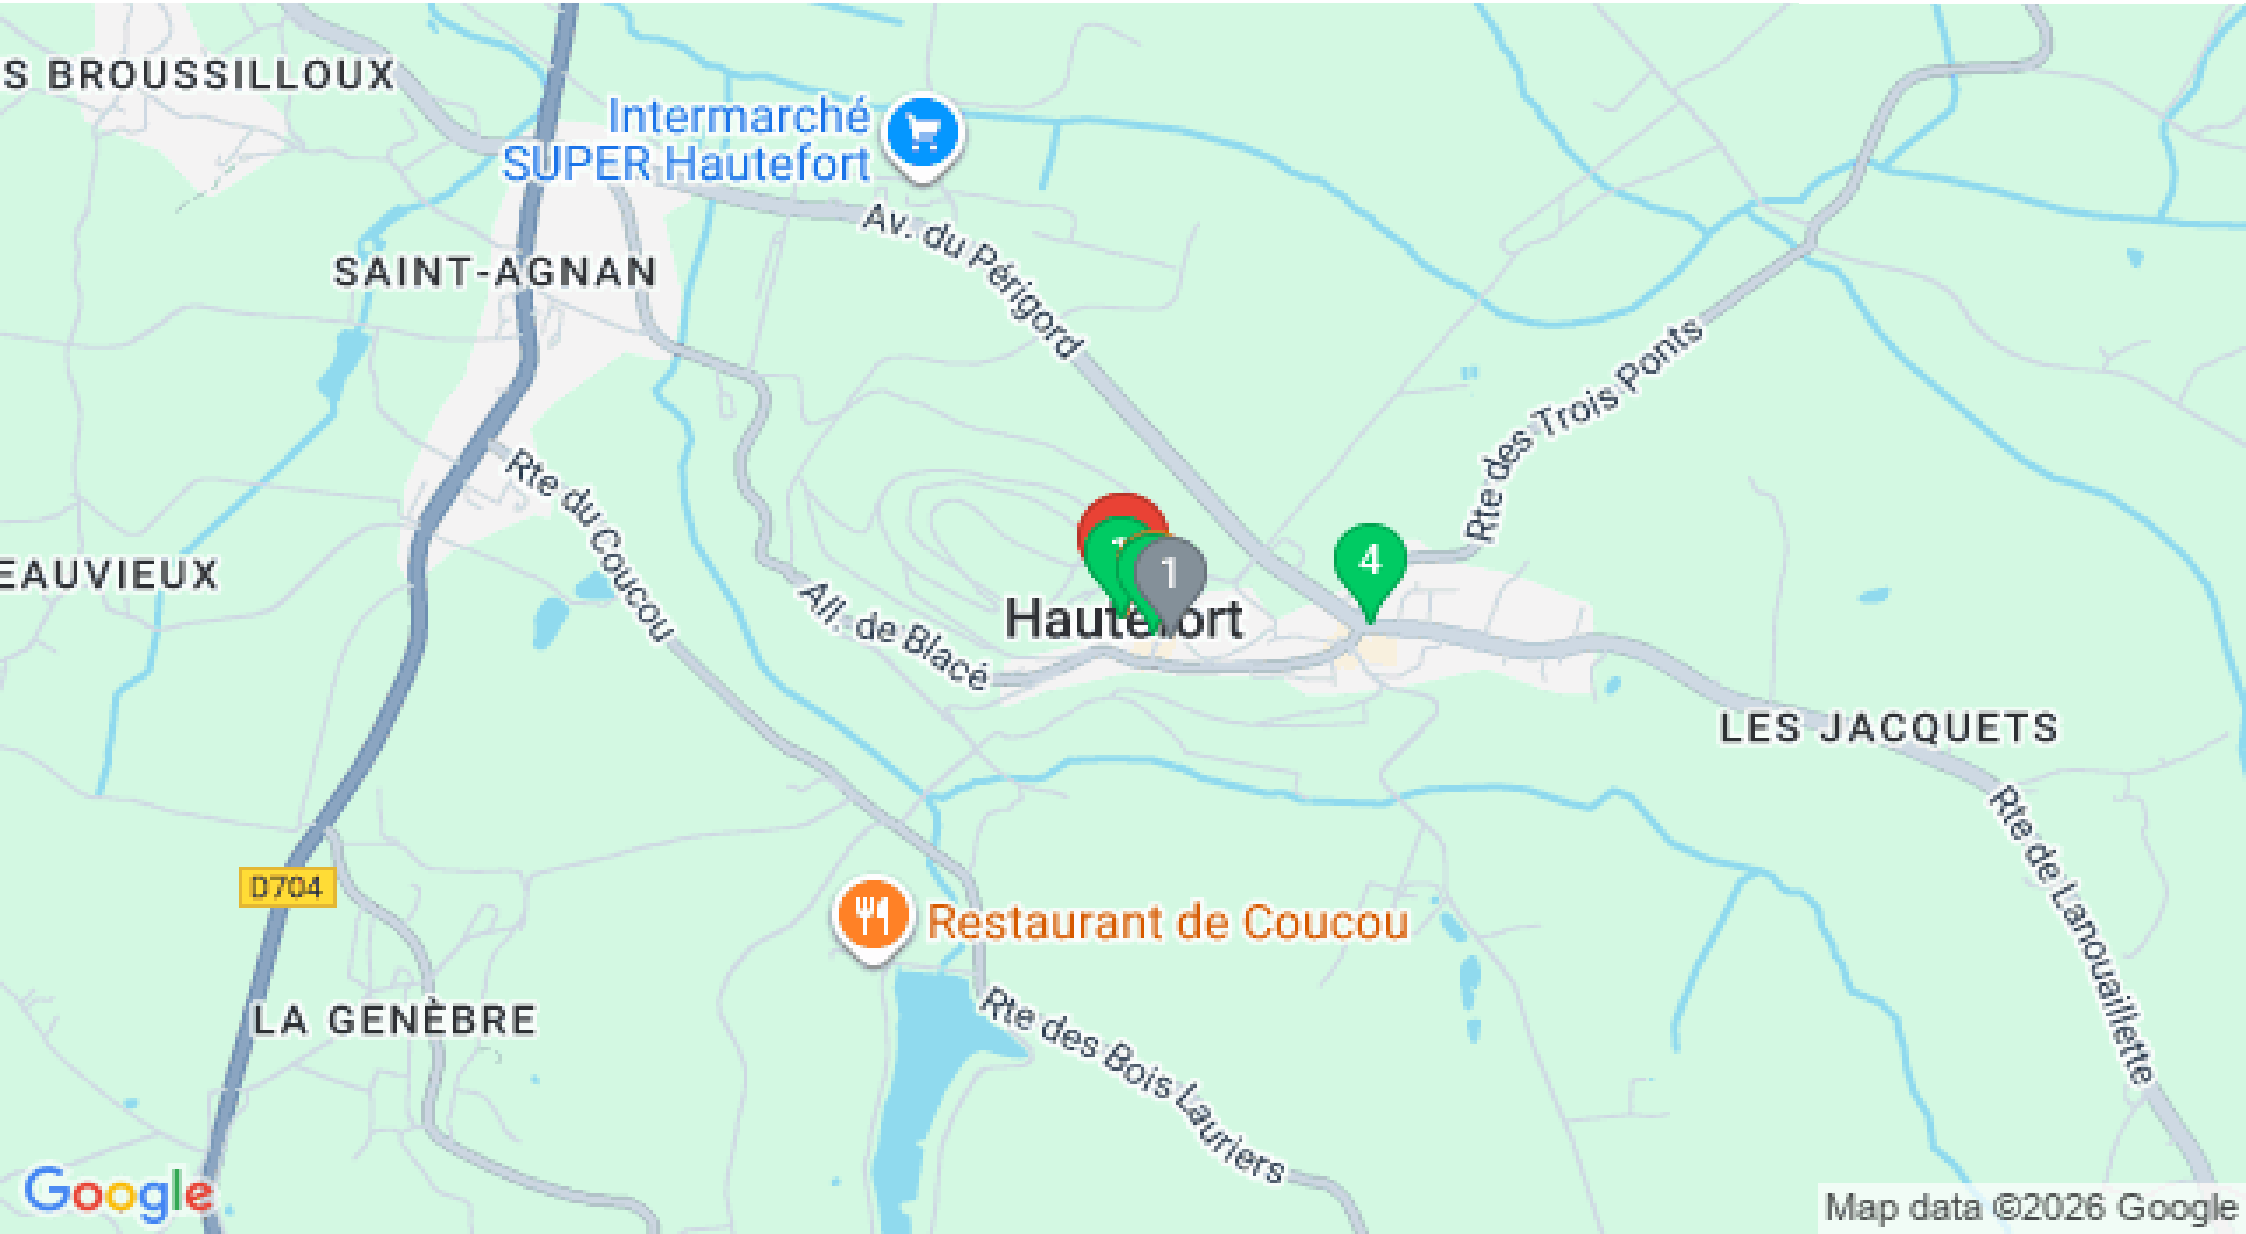 S BROUSSILLOUX
Intermarché
SUPER Hautefort
Av. du Périgord
SAINT-AGNAN
Rte des Trois Ponts
Rte du Coucou
EAUVIEUX
1
4
Hautefort
All. de Blacé
LES JACQUETS
Rte de Lanouaillette
D704
Restaurant de Coucou
LA GENÈBRE
Rte des Bois Lauriers
Google
Map data ©2026 Google